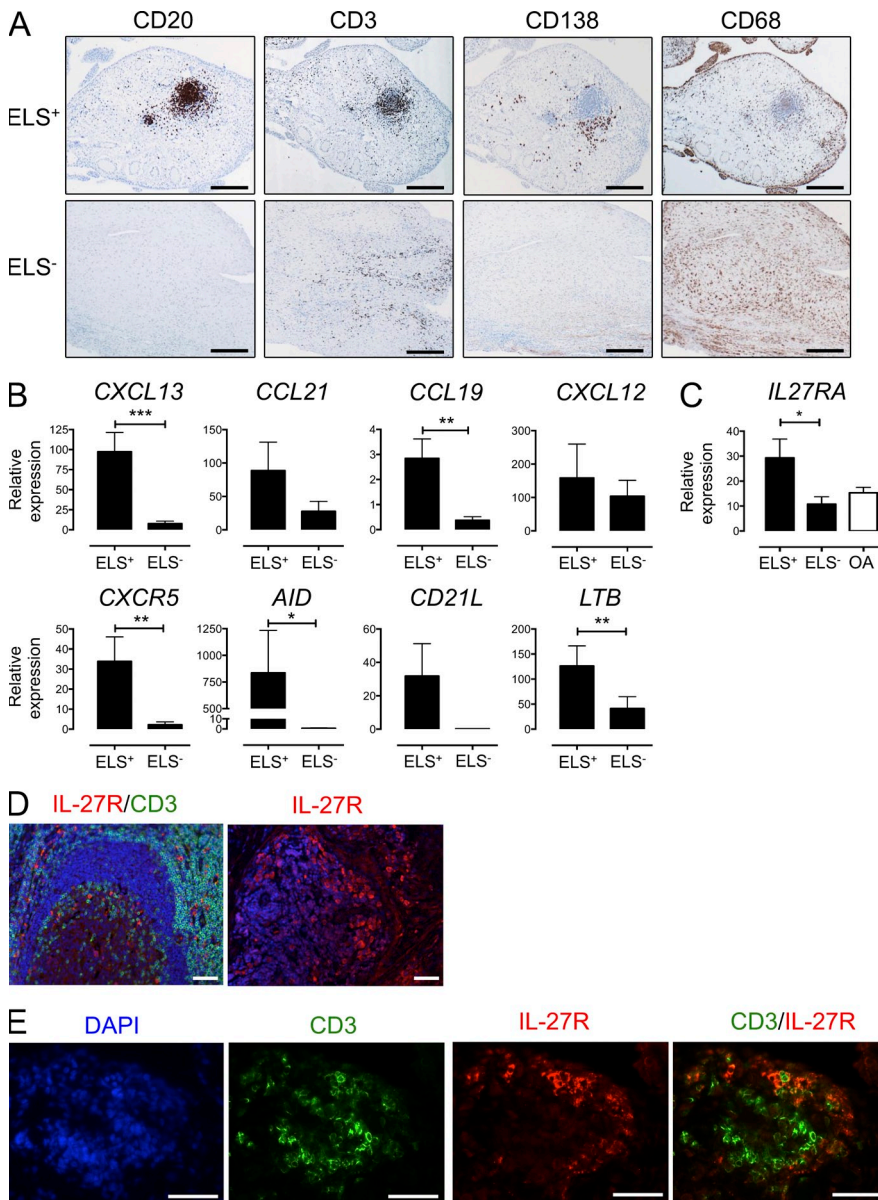 A
CD20 CD3 CD138 CD68
ELS+
ELS-
B
CXCL13 CCL21 CCL19 CXCL12
C
IL27RA
Relative expression
125 100 75 50 25 0
***
ELS+ ELS-
150 100 50 0
ELS+ ELS-
4 3 2 1 0
**
ELS+ ELS-
300 200 100 0
ELS+ ELS-
Relative expression
40 30 20 10 0
*
ELS+ ELS- OA
CXCR5 AID CD21L LTB
Relative expression
50 40 30 20 10 0
**
ELS+ ELS-
1250 1000 750 500 10 0
*
ELS+ ELS-
60 40 20 0
ELS+ ELS-
200 150 100 50 0
**
ELS+ ELS-
D
IL-27R/CD3 IL-27R
E
DAPI CD3 IL-27R CD3/IL-27R